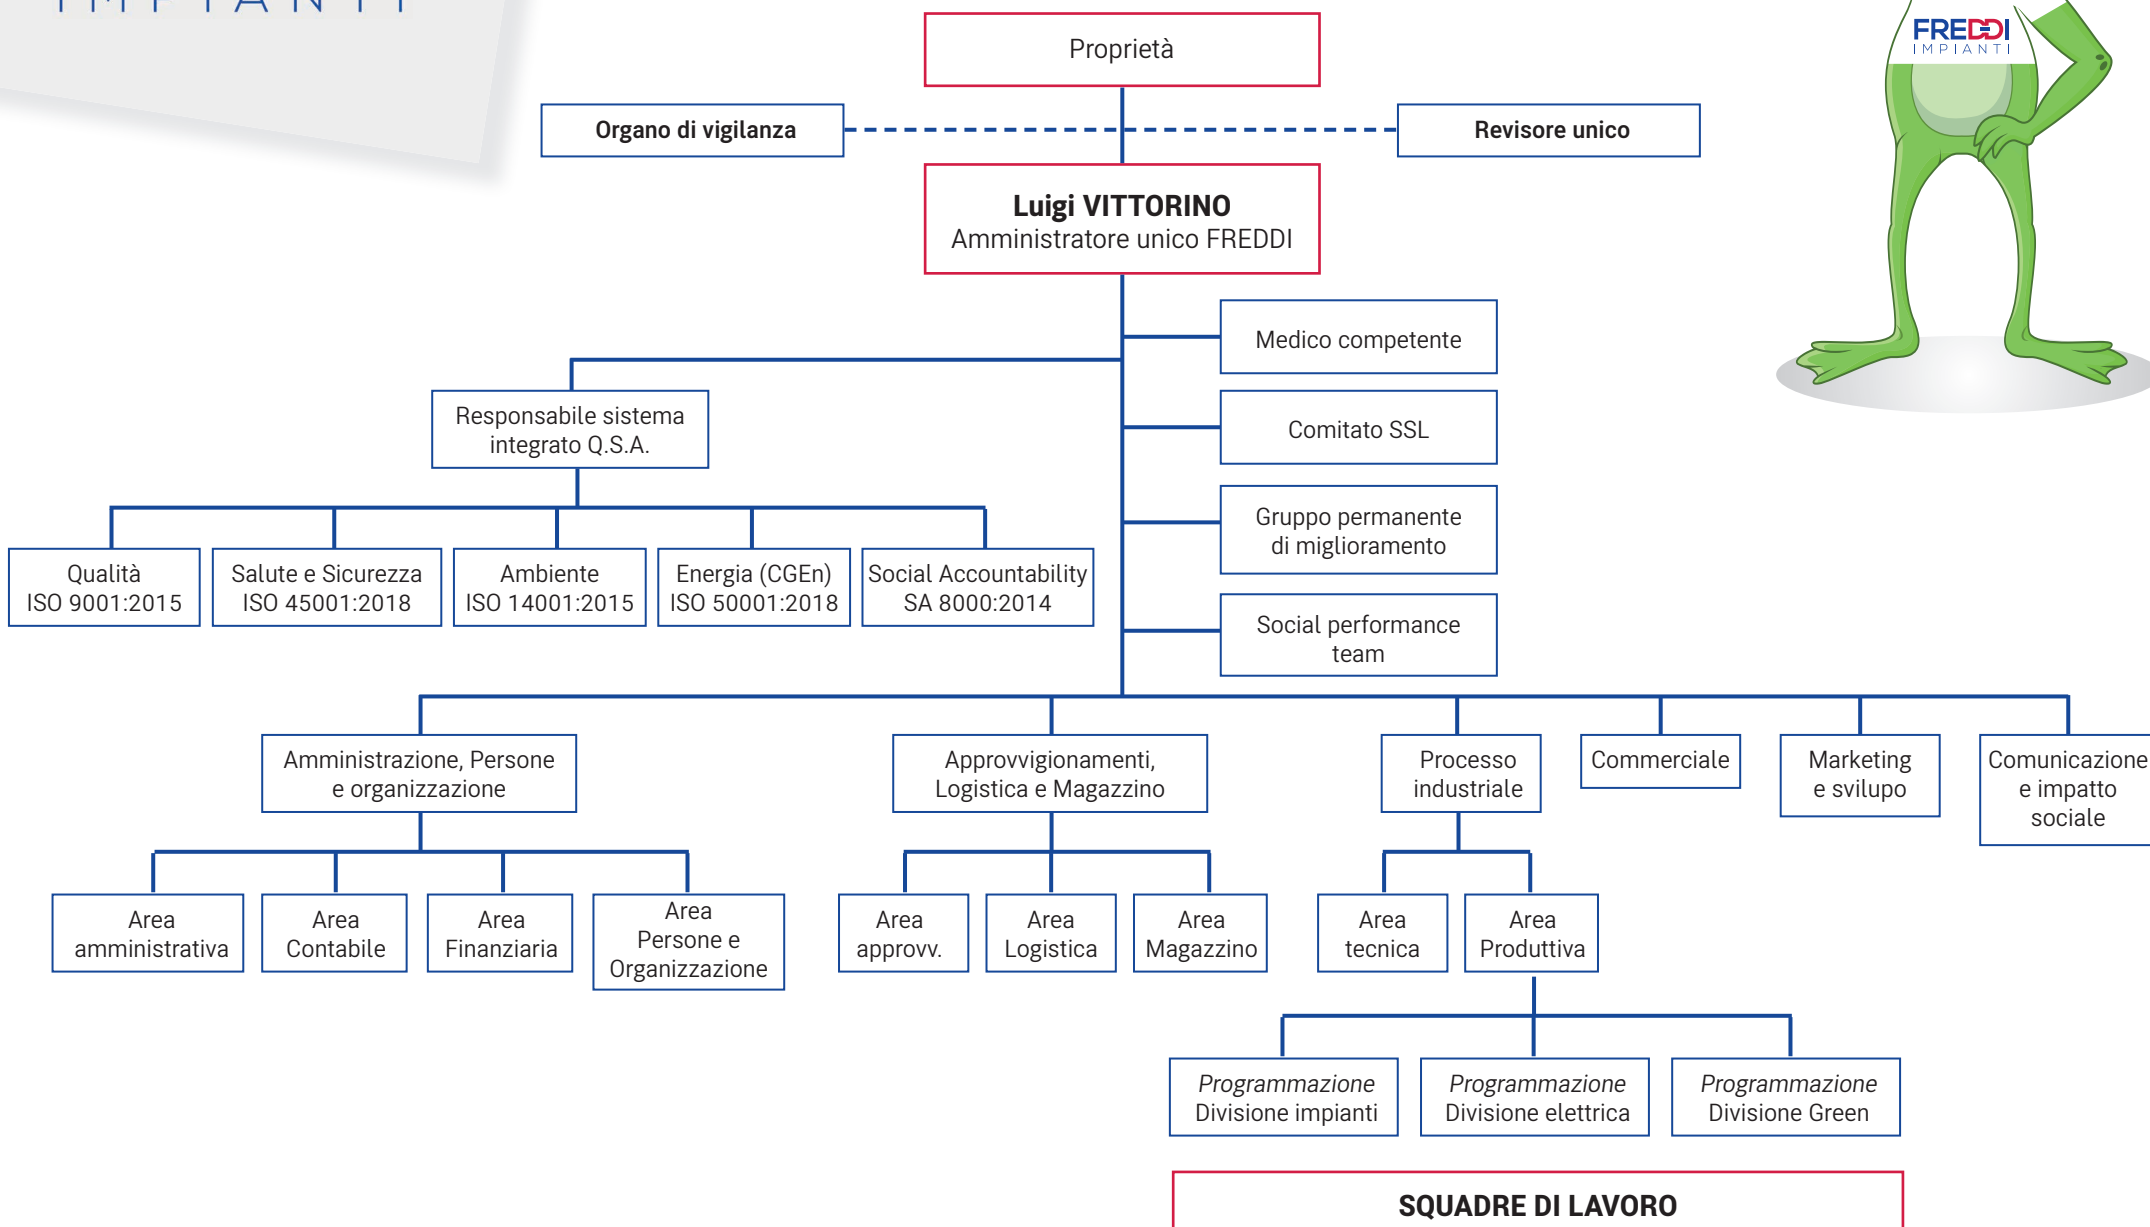 IMPIANTI
FREDDI
IMPIANTI
Proprietà
Organo di vigilanza
Revisore unico
Luigi VITTORINO
Amministratore unico FREDDI
Medico competente
Responsabile sistema
integrato Q.S.A.
Comitato SSL
Gruppo permanente
di miglioramento
Qualità
ISO 9001:2015
Salute e Sicurezza
ISO 45001:2018
Ambiente
ISO 14001:2015
Energia (CGEn)
ISO 50001:2018
Social Accountability
SA 8000:2014
Social performance
team
Amministrazione, Persone
e organizzazione
Approvvigionamenti,
Logistica e Magazzino
Processo
industriale
Commerciale
Marketing
e svilupo
Comunicazione
e impatto
sociale
Area
amministrativa
Area
Contabile
Area
Finanziaria
Area
Persone e
Organizzazione
Area
approvv.
Area
Logistica
Area
Magazzino
Area
tecnica
Area
Produttiva
Programmazione
Divisione impianti
Programmazione
Divisione elettrica
Programmazione
Divisione Green
SQUADRE DI LAVORO